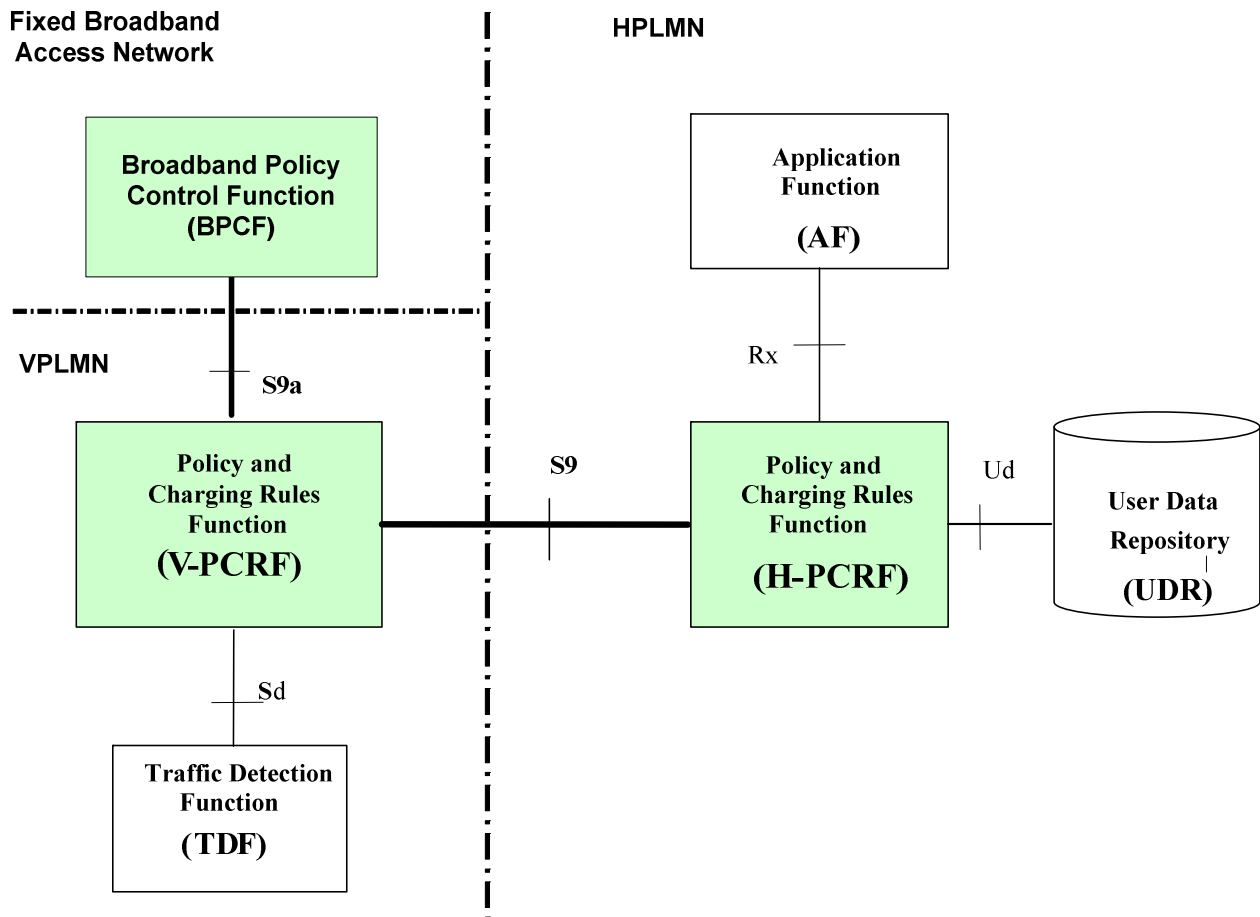 Fixed Broadband
Access Network
HPLMN
Broadband Policy
Control Function
(BPCF)
Application
Function
(AF)
VPLMN
S9a
Rx
Policy and
Charging Rules
Function
(V-PCRF)
S9
Policy and
Charging Rules
Function
(H-PCRF)
Ud
User Data
Repository
(UDR)
Sd
Traffic Detection
Function
(TDF)